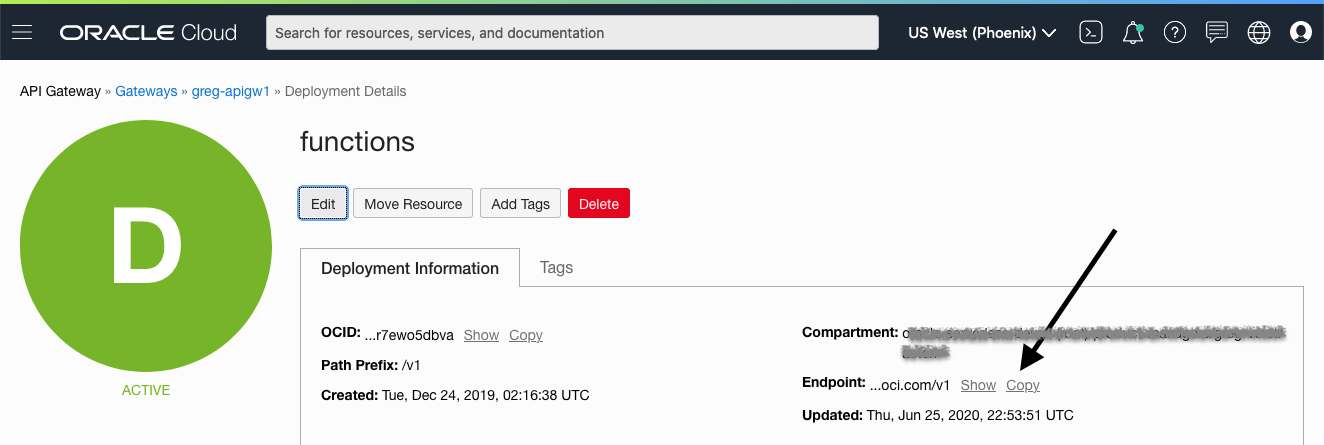 ORACLE Cloud
Search for resources, services, and documentation
US West (Phoenix)
API Gateway » Gateways » greg-apigw1 » Deployment Details
D
ACTIVE
functions
Edit Move Resource Add Tags Delete
Deployment Information Tags
OCID: ...r7ewo5dbva Show Copy
Path Prefix: /v1
Created: Tue, Dec 24, 2019, 02:16:38 UTC
Compartment:
Endpoint: ...oci.com/v1 Show Copy
Updated: Thu, Jun 25, 2020, 22:53:51 UTC